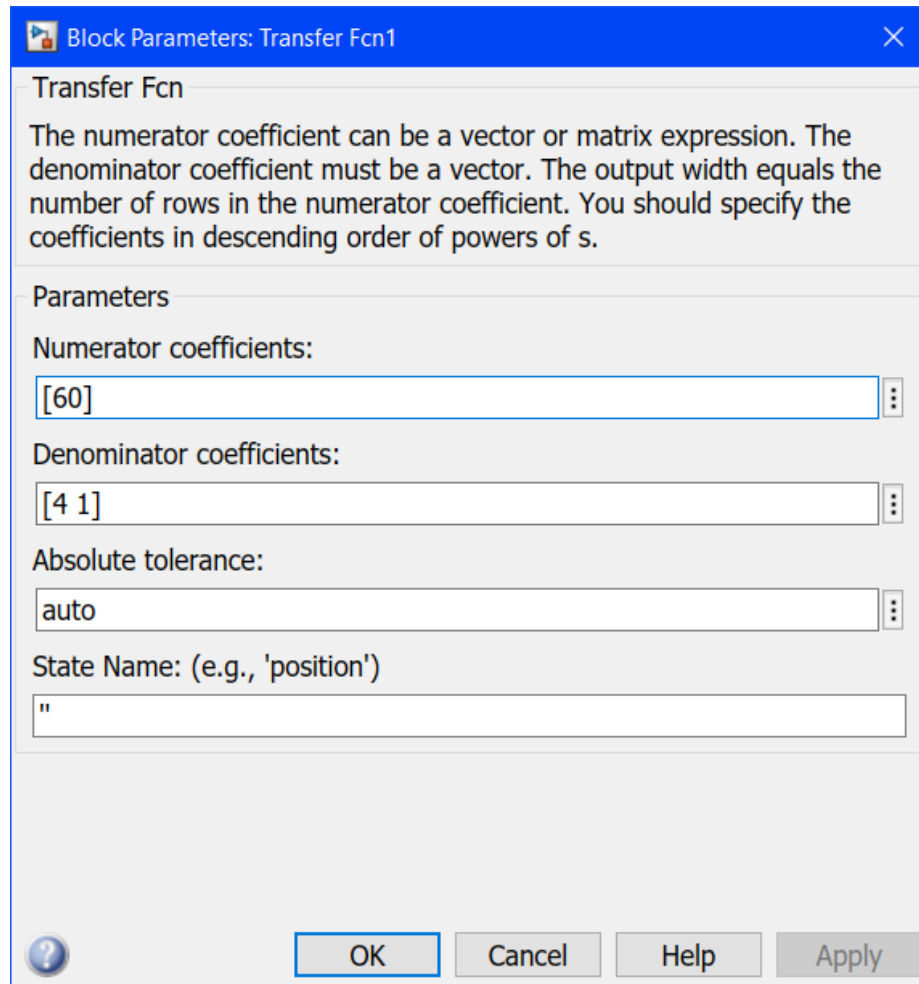 Block Parameters: Transfer Fcn1
Transfer Fcn
The numerator coefficient can be a vector or matrix expression. The
denominator coefficient must be a vector. The output width equals the
number of rows in the numerator coefficient. You should specify the
coefficients in descending order of powers of s.
Parameters
Numerator coefficients:
[60]
Denominator coefficients:
[4 1]
Absolute tolerance:
auto
State Name: (e.g., 'position')
''
OK Cancel Help Apply